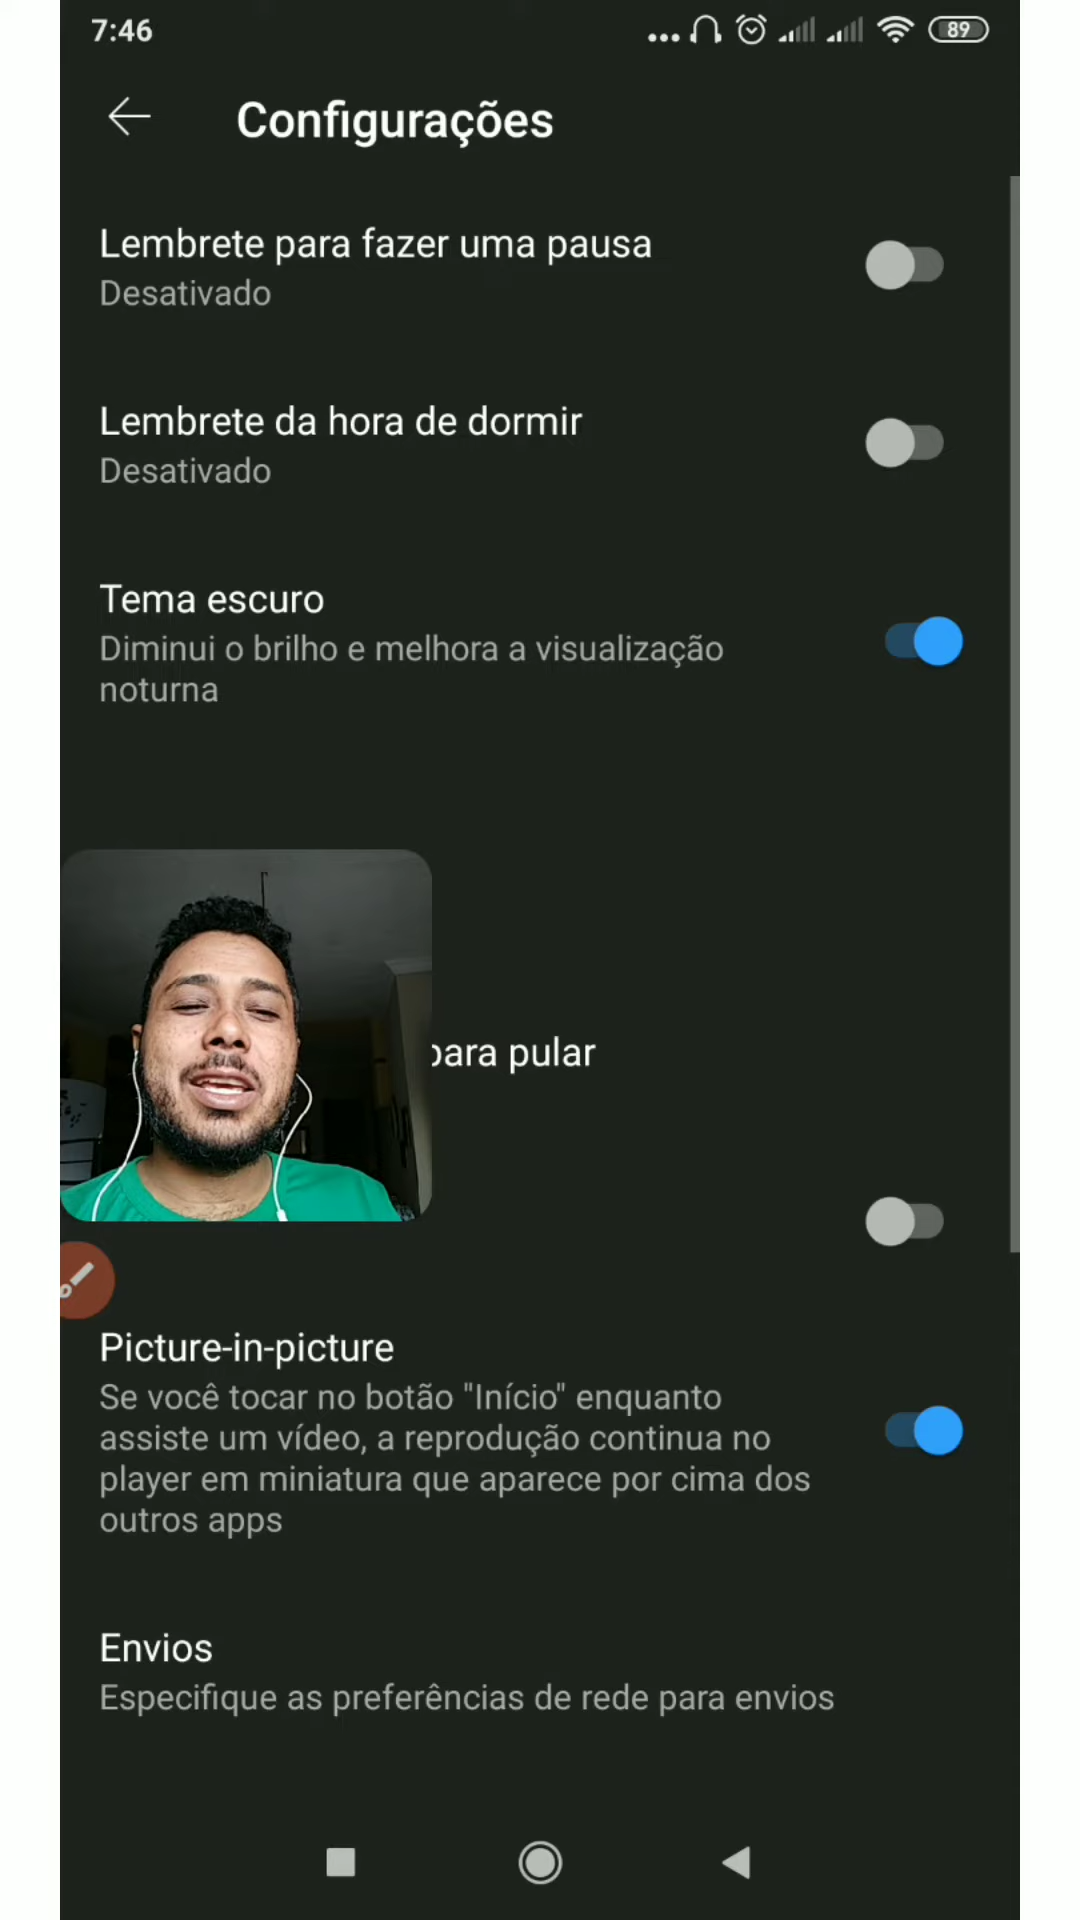 7:46
89
Configurações
Lembrete para fazer uma pausa
Desativado
Lembrete da hora de dormir
Desativado
Tema escuro
Diminui o brilho e melhora a visualização
noturna
para pular
Picture-in-picture
Se você tocar no botão "Início" enquanto
assiste um vídeo, a reprodução continua no
player em miniatura que aparece por cima dos
outros apps
Envios
Especifique as preferências de rede para envios